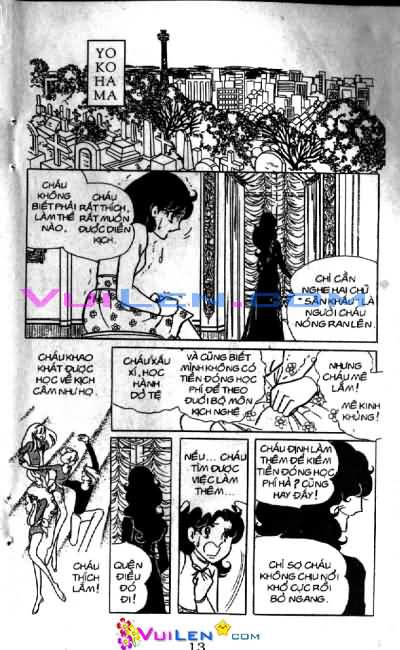 YO
KO
HA
MA
CHÁU
KHÔNG
BIẾT PHẢI
LÀM THẾ
NÀO.
CHÁU
RẤT THÍCH,
RẤT MUỐN
ĐƯỢC DIỄN
KỊCH.
CHỈ CẦN
NGHE HAI CHỮ
"SÂN KHẤU" LÀ
NGƯỜI CHÁU
NÓNG RAN LÊN.
VuiLen.com
CHÁU KHAO
KHÁT ĐƯỢC
HỌC VỀ KỊCH
CÂM NHƯ HỌ.
CHÁU
THÍCH
LẮM!
CHÁU XẤU
XÍ, HỌC
HÀNH
DỞ TỆ
VÀ CŨNG BIẾT
MÌNH KHÔNG CÓ
TIỀN ĐÓNG HỌC
PHÍ ĐỂ THEO
ĐUỔI BỘ MÔN
KỊCH NGHỆ
NHƯNG
CHÁU MÊ
LẮM!
MÊ KINH
KHỦNG!
QUÊN
ĐIỀU
ĐÓ
ĐI!
NẾU... CHÁU
TÌM ĐƯỢC
VIỆC LÀM
THÊM...
CHÁU ĐỊNH LÀM
THÊM ĐỂ KIẾM
TIỀN ĐÓNG HỌC
PHÍ HẢ? CŨNG
HAY ĐẤY!
CHỈ SỢ CHÁU
KHÔNG CHỊU NỔI
KHỔ CỰC RỒI
BỎ NGANG.
VuiLen.com
13